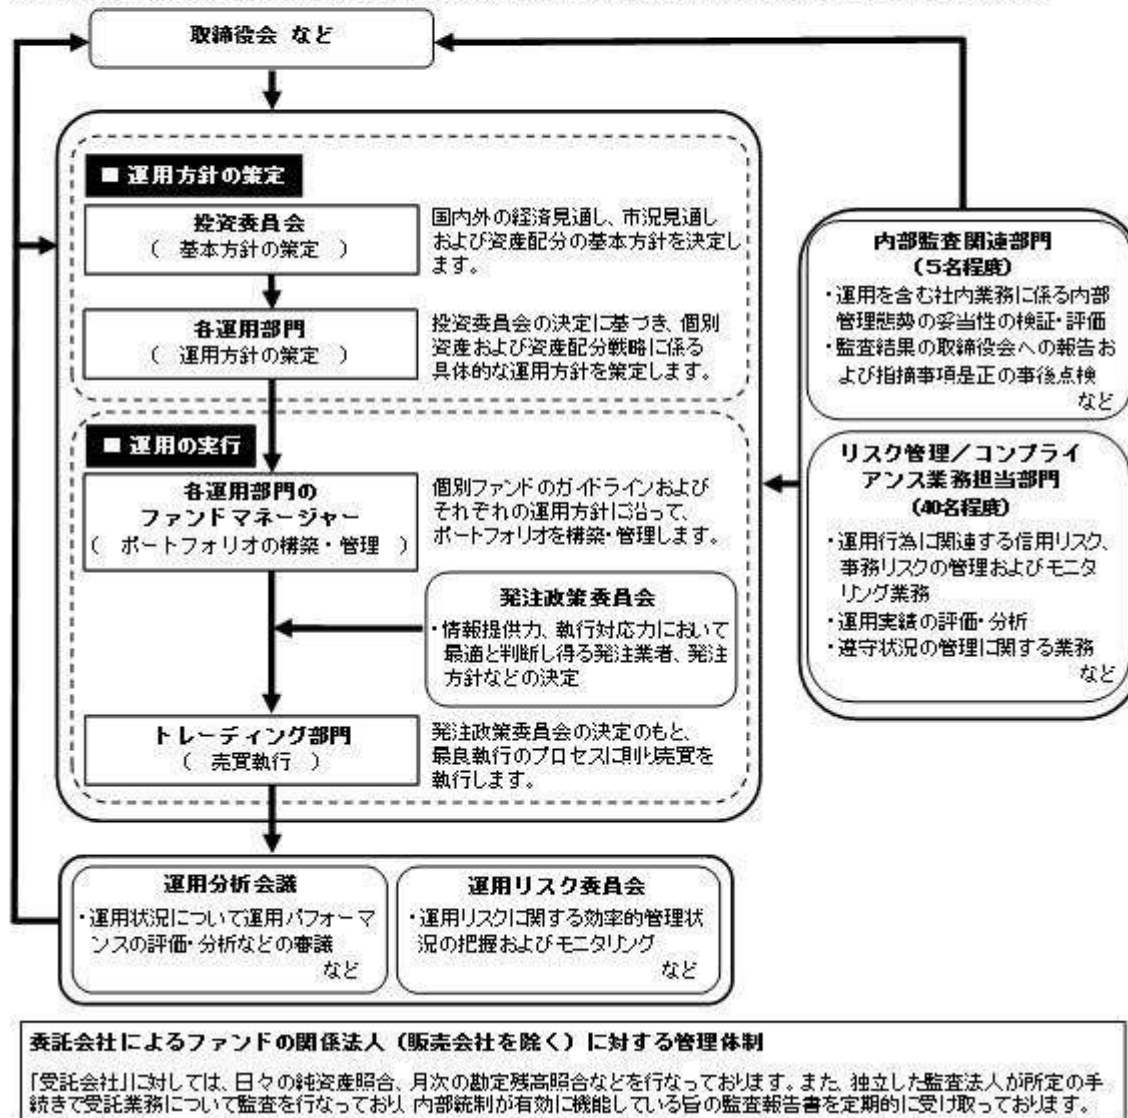 取締役会 など
■ 運用方針の策定
投資委員会
( 基本方針の策定 )
国内外の経済見通し、市況見通し
および資産配分の基本方針を決定し
ます。
各運用部門
( 運用方針の策定 )
投資委員会の決定に基づき、個別
資産および資産配分戦略に係る
具体的な運用方針を策定します。
■ 運用の実行
各運用部門の
ファンドマネージャー
( ポートフォリオの構築・管理 )
個別ファンドのガイドラインおよび
それぞれの運用方針に沿って、
ポートフォリオを構築・管理します。
発注政策委員会
・情報提供力、執行対応力において
最適と判断し得る発注業者、発注
方針などの決定
トレーディング部門
( 売買執行 )
発注政策委員会の決定のもと、
最良執行のプロセスに則り売買を
執行します。
運用分析会議
・運用状況について運用パフォーマ
ンスの評価・分析などの審議
など
運用リスク委員会
・運用リスクに関する効率的管理状
況の把握およびモニタリング
など
内部監査関連部門
(5名程度)
・運用を含む社内業務に係る内部
管理態勢の妥当性の検証・評価
・監査結果の取締役会への報告お
よび指摘事項是正の事後点検
など
リスク管理/コンプライ
アンス業務担当部門
(40名程度)
・運用行為に関連する信用リスク、
事務リスクの管理およびモニタ
リング業務
・運用実績の評価・分析
・遵守状況の管理に関する業務
など
委託会社によるファンドの関係法人(販売会社を除く)に対する管理体制
「受託会社」に対しては、日々の純資産照合、月次の勘定残高照合などを行なっております。また、独立した監査法人が所定の手
続きで受託業務について監査を行なっており、内部統制が有効に機能している旨の監査報告書を定期的に受け取っております。